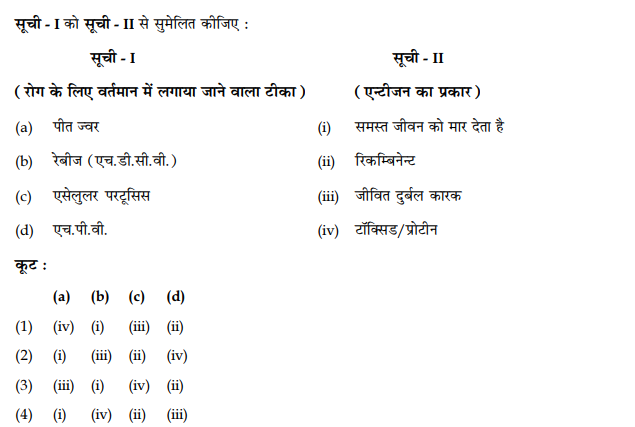 सूची - I को सूची - II से सुमेलित कीजिए :
सूची - I सूची - II
( रोग के लिए वर्तमान में लगाया जाने वाला टीका ) ( एन्टीजन का प्रकार )
(a) पीत ज्वर (i) समस्त जीवन को मार देता है
(b) रेबीज ( एच.डी.सी.वी. ) (ii) रिकम्बिनेन्ट
(c) एसेलुलर परटूसिस (iii) जीवित दुर्बल कारक
(d) एच.पी.वी. (iv) टॉक्सिड/प्रोटीन
कूट :
(a) (b) (c) (d)
(1) (iv) (i) (iii) (ii)
(2) (i) (iii) (ii) (iv)
(3) (iii) (i) (iv) (ii)
(4) (i) (iv) (ii) (iii)